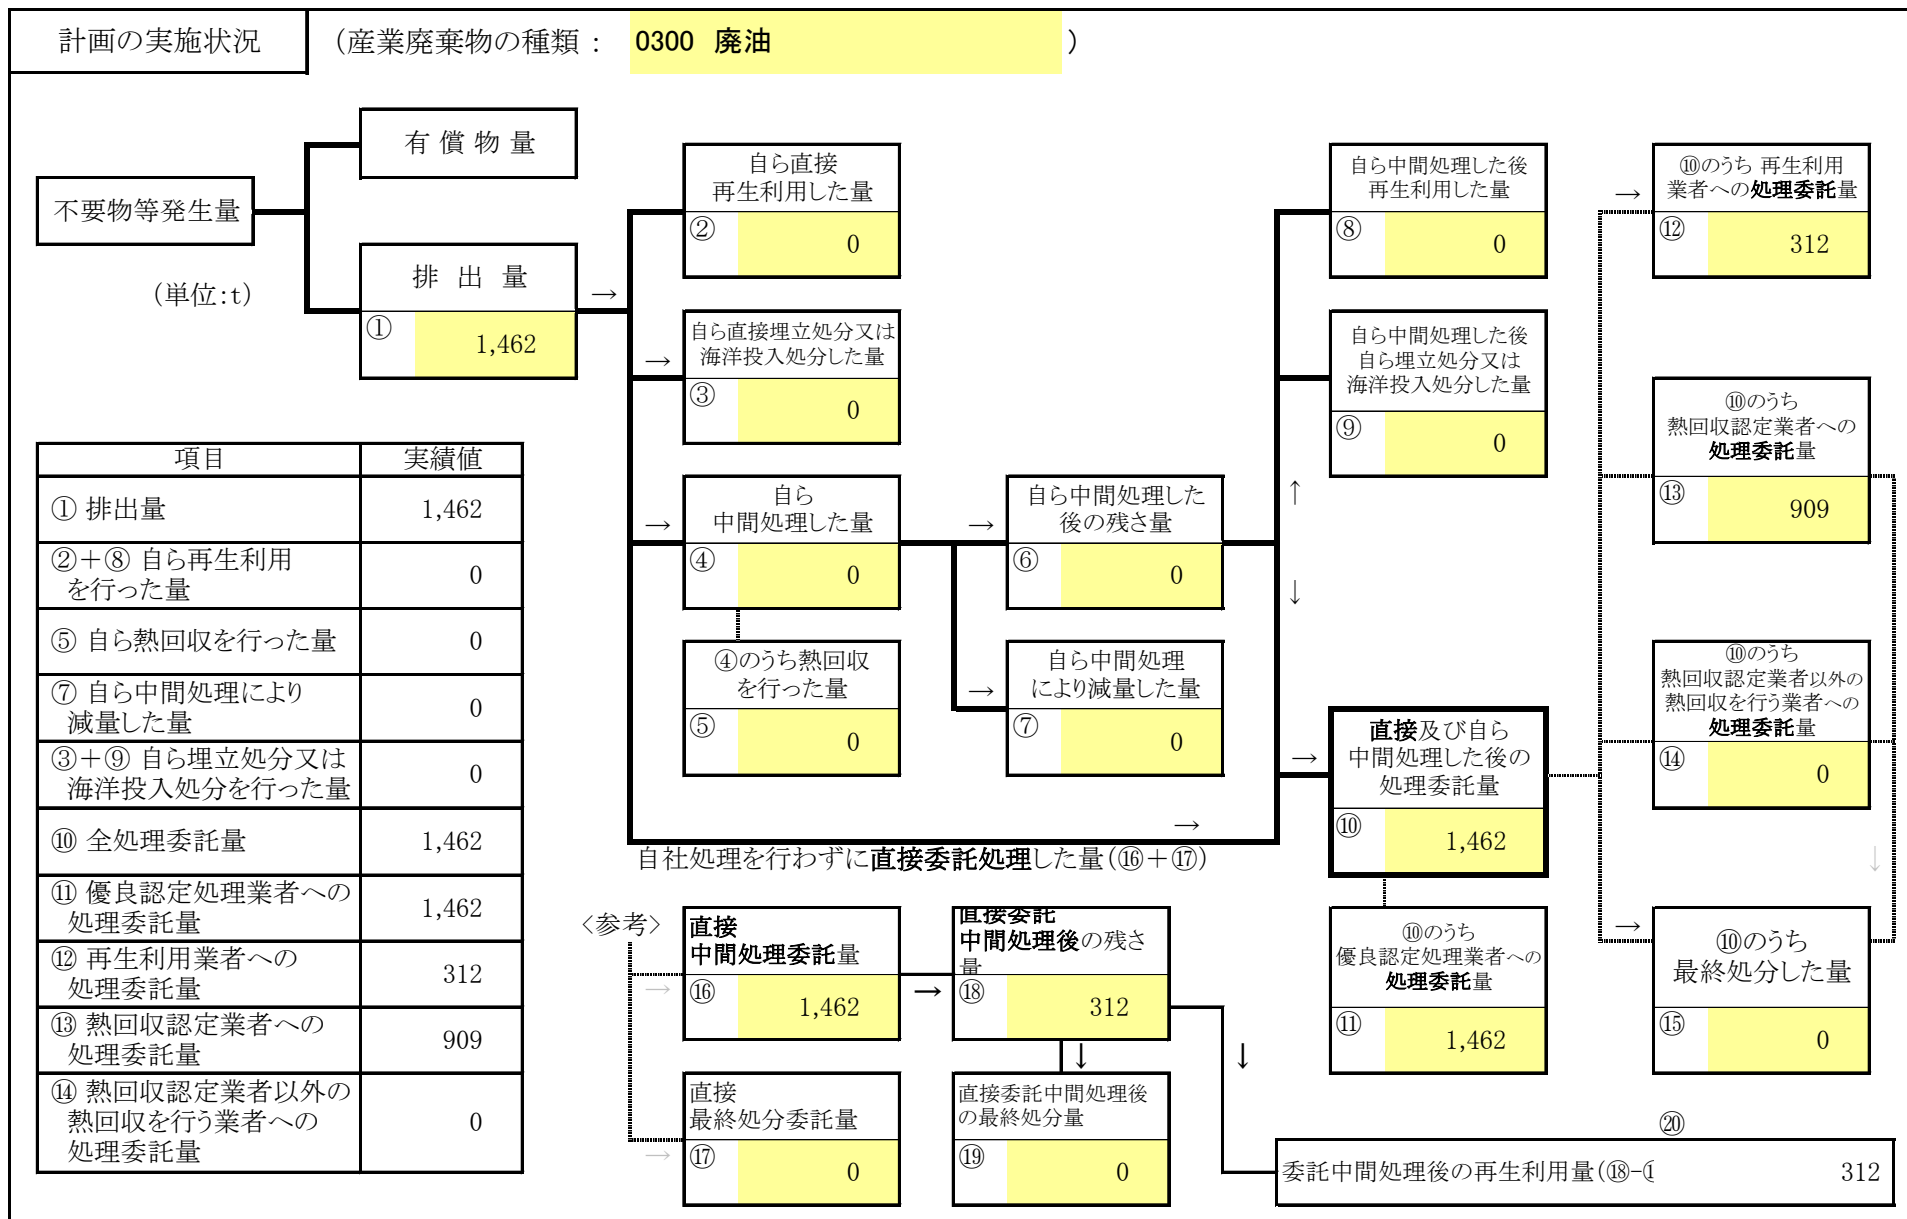 計画の実施状況
（産業廃棄物の種類： 0300 廃油 ）
有償物量
不要物等発生量
排出量
① 1,462
（単位:t）
→
自ら直接
再生利用した量
② 0
→
自ら直接埋立処分又は
海洋投入処分した量
③ 0
→
自ら
中間処理した量
④ 0
④のうち熱回収
を行った量
⑤ 0
→
自ら中間処理した
後の残さ量
⑥ 0
→
自ら中間処理
により減量した量
⑦ 0
↑
↓
自ら中間処理した後
再生利用した量
⑧ 0
自ら中間処理した後
自ら埋立処分又は
海洋投入処分した量
⑨ 0
→
直接及び自ら
中間処理した後の
処理委託量
⑩ 1,462
⑩のうち
優良認定処理業者への
処理委託量
⑪ 1,462
→
⑩のうち 再生利用
業者への処理委託量
⑫ 312
⑩のうち
熱回収認定業者への
処理委託量
⑬ 909
⑩のうち
熱回収認定業者以外の
熱回収を行う業者への
処理委託量
⑭ 0
↓
→
⑩のうち
最終処分した量
⑮ 0
→
自社処理を行わずに直接委託処理した量（⑯＋⑰）
〈参考〉
→
直接
中間処理委託量
⑯ 1,462
→
直接委託
中間処理後の残さ
量
⑱ 312
↓
↓
→
直接
最終処分委託量
⑰ 0
直接委託中間処理後
の最終処分量
⑲ 0
⑳
委託中間処理後の再生利用量（⑱-
312
項目 実績値
① 排出量 1,462
②＋⑧ 自ら再生利用
を行った量 0
⑤ 自ら熱回収を行った量 0
⑦ 自ら中間処理により
減量した量 0
③＋⑨ 自ら埋立処分又は
海洋投入処分を行った量 0
⑩ 全処理委託量 1,462
⑪ 優良認定処理業者への
処理委託量 1,462
⑫ 再生利用業者への
処理委託量 312
⑬ 熱回収認定業者への
処理委託量 909
⑭ 熱回収認定業者以外の
熱回収を行う業者への
処理委託量 0